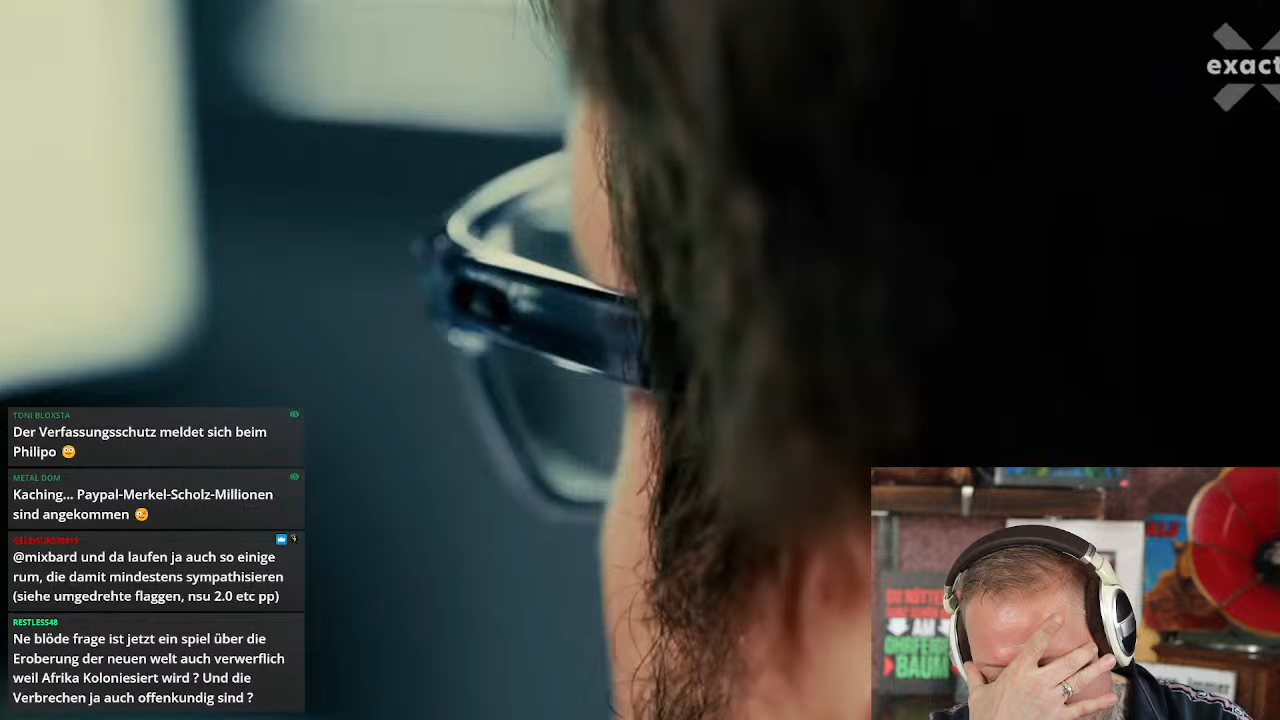 exact
TONI BLOXSTA
Der Verfassungsschutz meldet sich beim
Philipo
METAL DOM
Kaching... Paypal-Merkel-Scholz-Millionen
sind angekommen
@mixbard und da laufen ja auch so einige
rum, die damit mindestens sympathisieren
(siehe umgedrehte flaggen, nsu 2.0 etc pp)
RESTLESS48
Ne blöde frage ist jetzt ein spiel über die
Eroberung der neuen welt auch verwerflich
weil Afrika Koloniesiert wird ? Und die
Verbrechen ja auch offenkundig sind ?
AM
BAUM